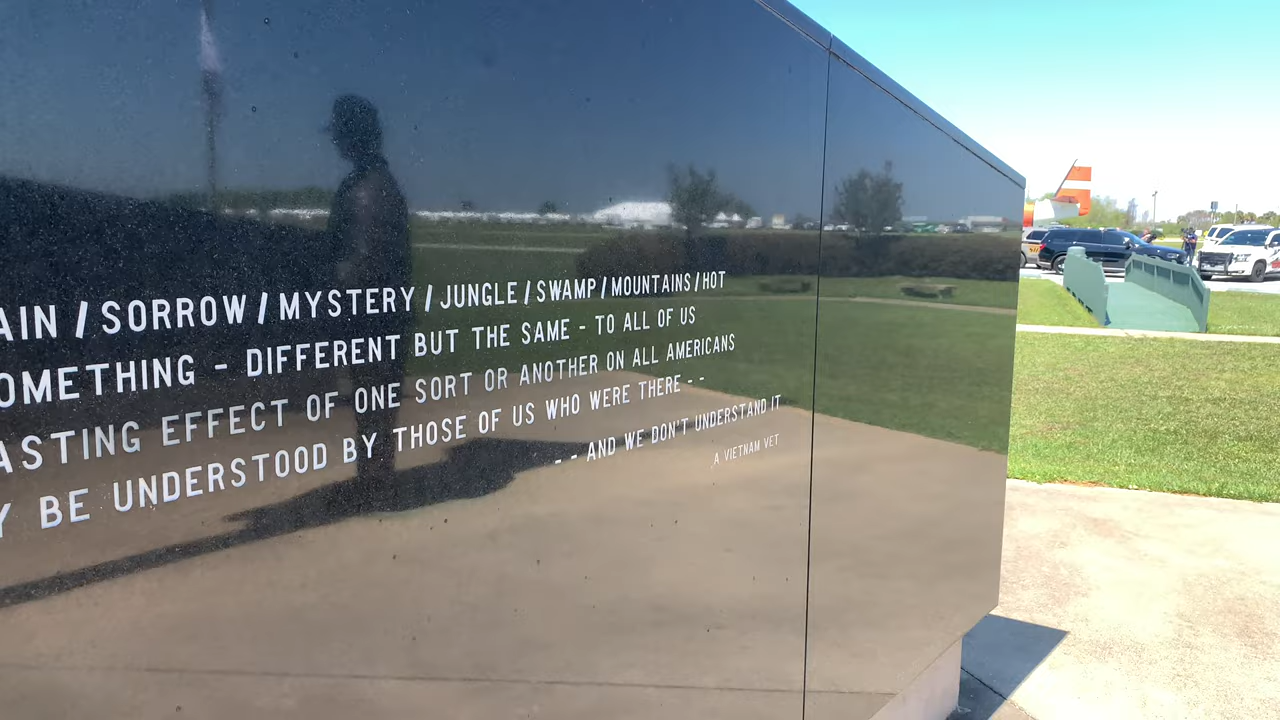 AIN / SORROW / MYSTERY / JUNGLE / SWAMP / MOUNTAINS / HOT
OMETHING - DIFFERENT BUT THE SAME - TO ALL OF US
ASTING EFFECT OF ONE SORT OR ANOTHER ON ALL AMERICANS
Y BE UNDERSTOOD BY THOSE OF US WHO WERE THERE - -
- - AND WE DON'T UNDERSTAND IT
A VIETNAM VET